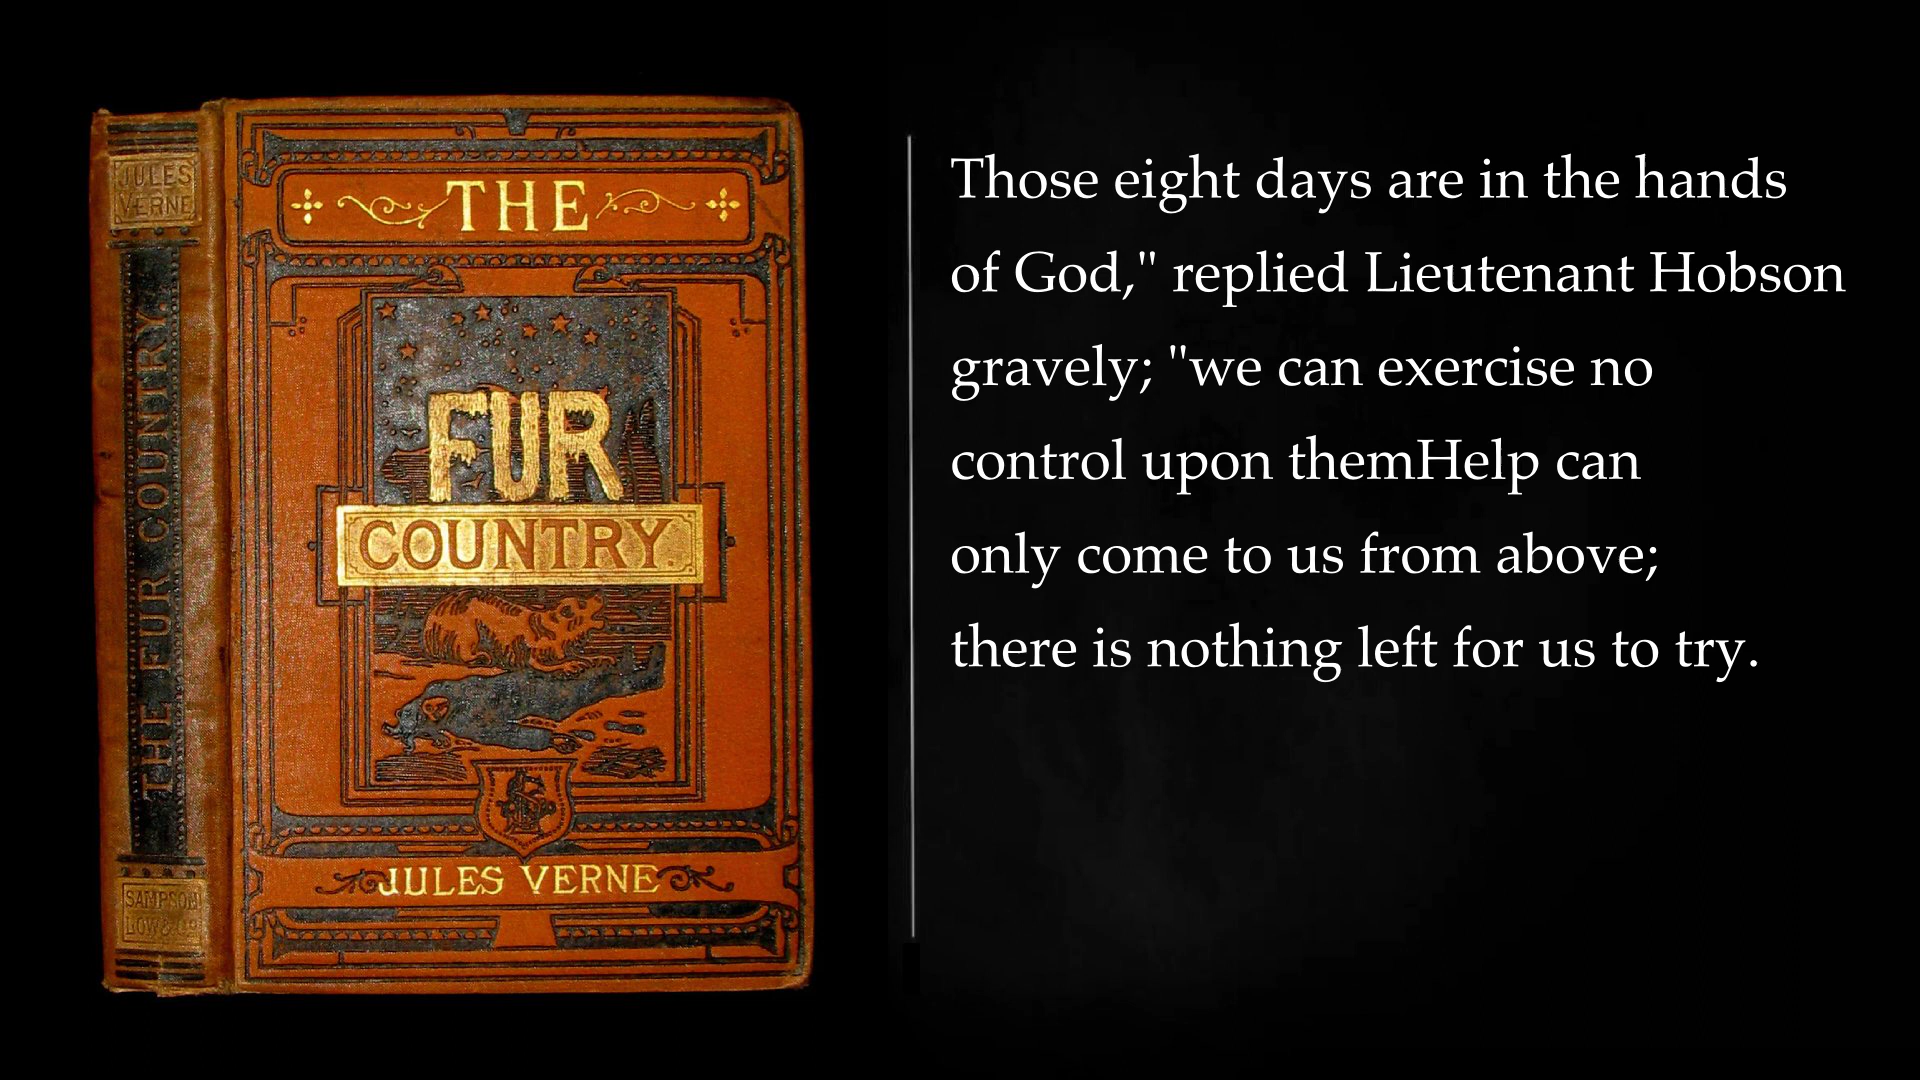 JULES
VERNE
THE FUR COUNTRY.
SAMPSON
LOW & Co
THE
FUR
COUNTRY.
JULES VERNE
Those eight days are in the hands
of God," replied Lieutenant Hobson
gravely; "we can exercise no
control upon themHelp can
only come to us from above;
there is nothing left for us to try.